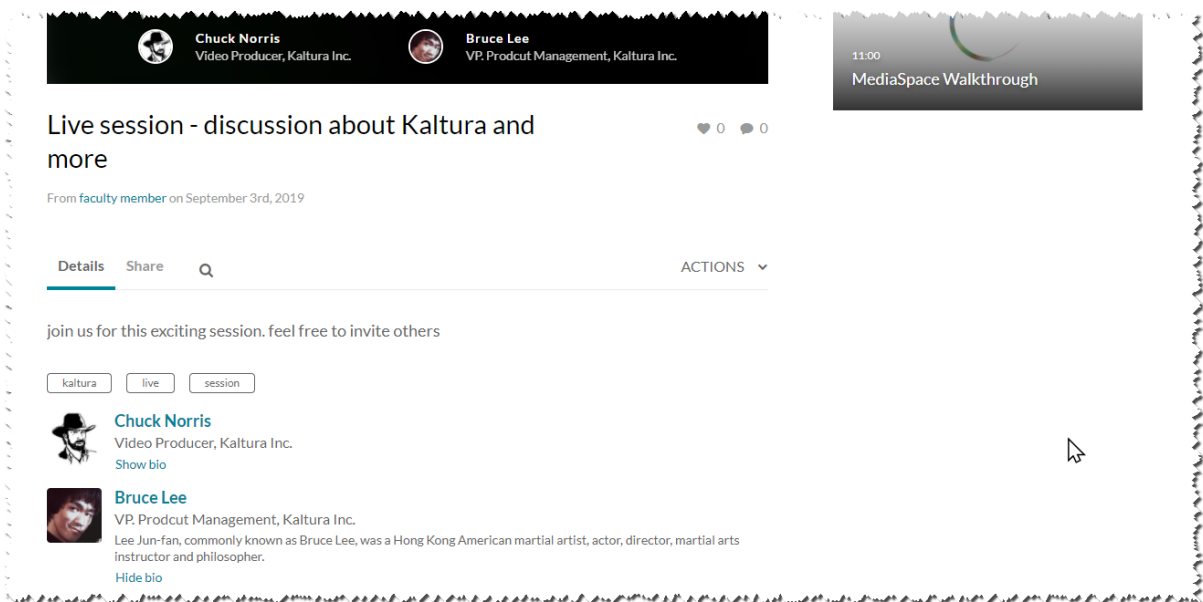 Chuck Norris
Video Producer, Kaltura Inc.
Bruce Lee
VP. Prodcut Management, Kaltura Inc.
11:00
MediaSpace Walkthrough
Live session - discussion about Kaltura and
more
0 0
From faculty member on September 3rd, 2019
Details Share
ACTIONS
join us for this exciting session. feel free to invite others
kaltura live session
Chuck Norris
Video Producer, Kaltura Inc.
Show bio
Bruce Lee
VP. Prodcut Management, Kaltura Inc.
Lee Jun-fan, commonly known as Bruce Lee, was a Hong Kong American martial artist, actor, director, martial arts
instructor and philosopher.
Hide bio